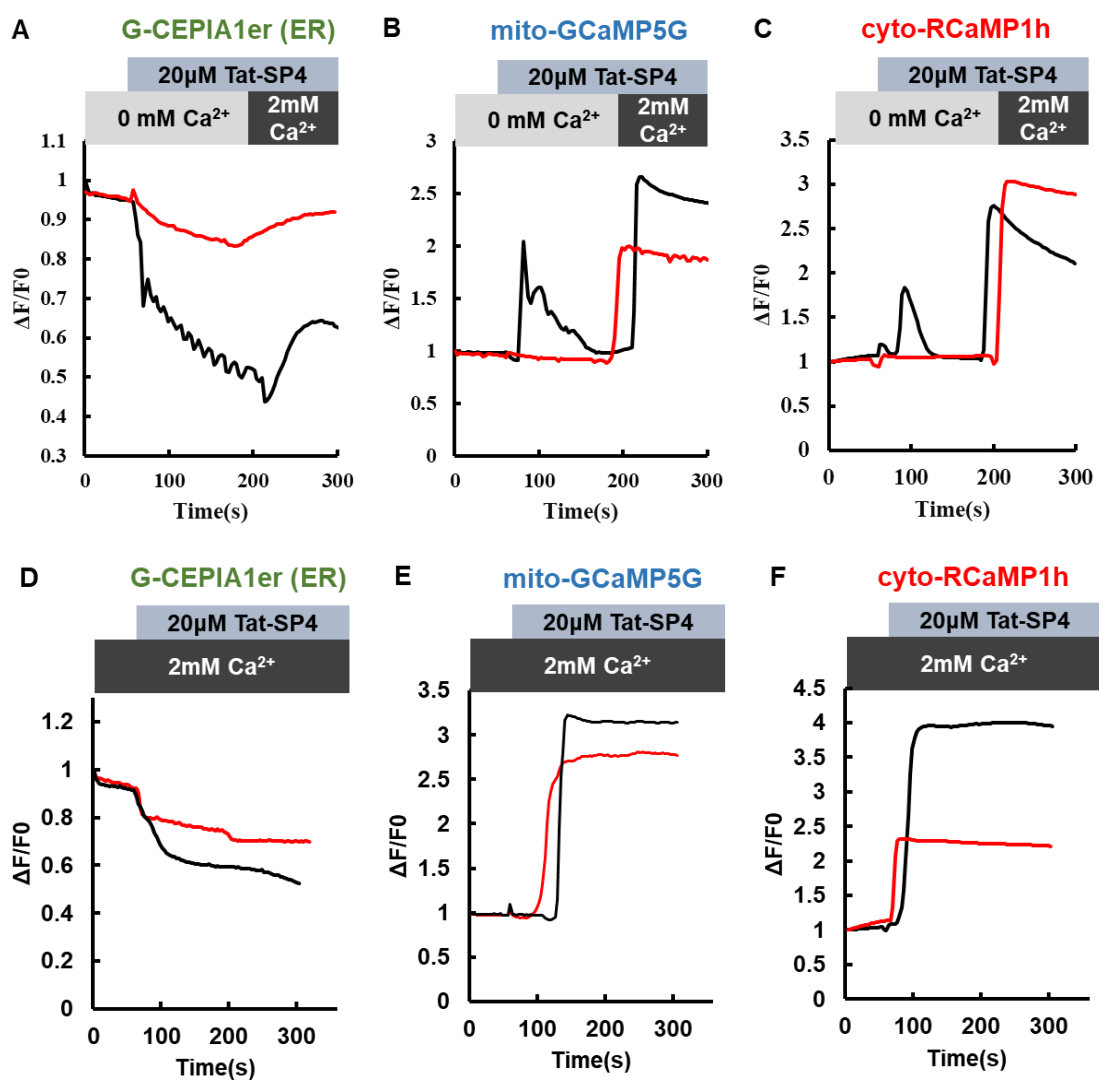 A
G-CEPIA1er (ER)
20µM Tat-SP4
0 mM Ca²⁺
2mM
Ca²⁺
1.1
1
0.9
0.8
0.7
0.6
0.5
0.4
0.3
ΔF/F0
0
100
200
300
Time(s)
B
mito-GCaMP5G
20µM Tat-SP4
0 mM Ca²⁺
2mM
Ca²⁺
3
2.5
2
1.5
1
0.5
0
ΔF/F0
0
100
200
300
Time(s)
C
cyto-RCaMP1h
20µM Tat-SP4
0 mM Ca²⁺
2mM
Ca²⁺
3.5
3
2.5
2
1.5
1
0.5
0
ΔF/F0
0
100
200
300
Time(s)
D
G-CEPIA1er (ER)
20µM Tat-SP4
2mM Ca²⁺
1.2
1
0.8
0.6
0.4
0.2
0
ΔF/F0
0
100
200
300
Time(s)
E
mito-GCaMP5G
20µM Tat-SP4
2mM Ca²⁺
3.5
3
2.5
2
1.5
1
0.5
0
ΔF/F0
0
100
200
300
Time(s)
F
cyto-RCaMP1h
20µM Tat-SP4
2mM Ca²⁺
4.5
4
3.5
3
2.5
2
1.5
1
0.5
0
ΔF/F0
0
100
200
300
Time(s)